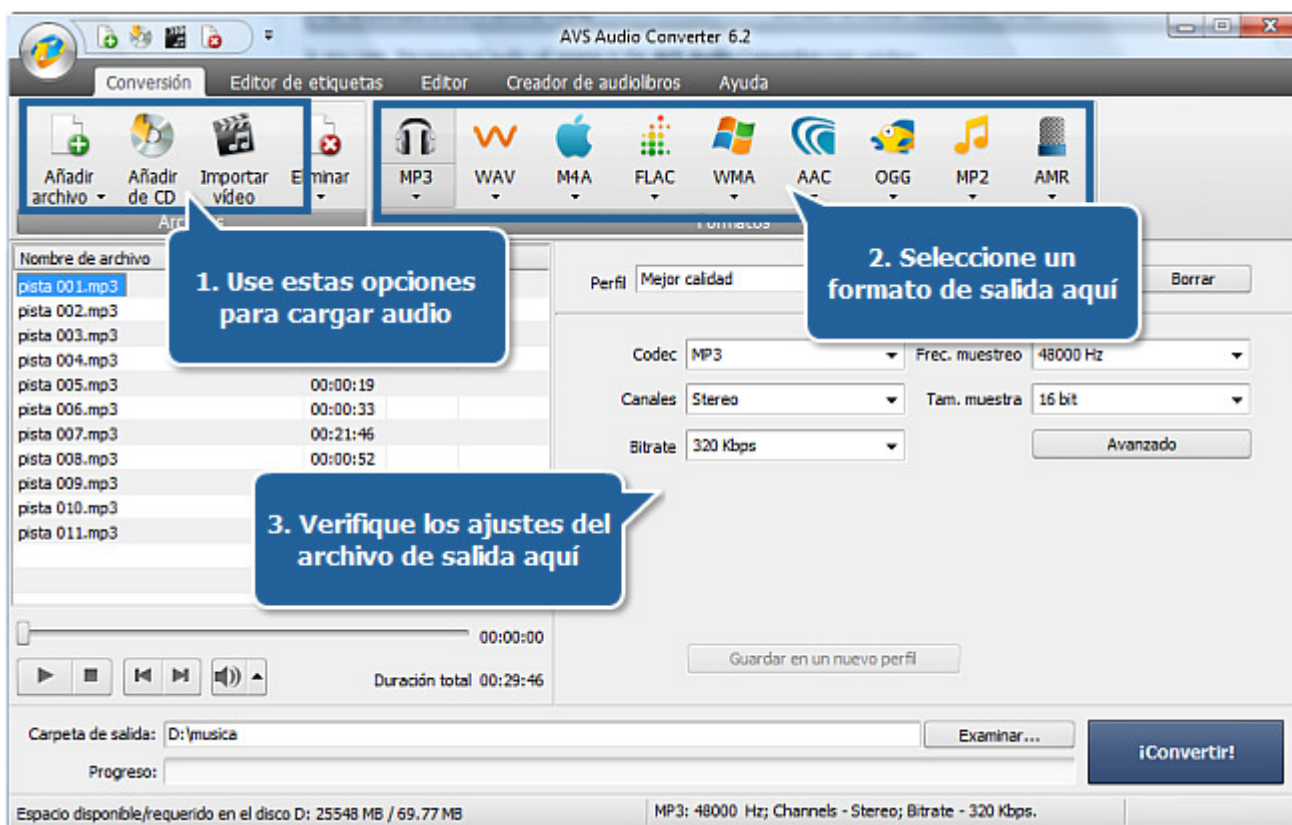 AVS Audio Converter 6.2
Conversión Editor de etiquetas Editor Creador de audiolibros Ayuda
Añadir archivo
Añadir de CD
Importar vídeo
Eliminar
MP3 WAV M4A FLAC WMA AAC OGG MP2 AMR
Formatos
1. Use estas opciones
para cargar audio
2. Seleccione un
formato de salida aquí
Nombre de archivo
pista 001.mp3
pista 002.mp3
pista 003.mp3
pista 004.mp3
pista 005.mp3 00:00:19
pista 006.mp3 00:00:33
pista 007.mp3 00:21:46
pista 008.mp3 00:00:52
pista 009.mp3
pista 010.mp3
pista 011.mp3
Perfil Mejor calidad Borrar
Codec MP3 Frec. muestreo 48000 Hz
Canales Stereo Tam. muestra 16 bit
Bitrate 320 Kbps Avanzado
3. Verifique los ajustes del
archivo de salida aquí
00:00:00
Duración total 00:29:46
Guardar en un nuevo perfil
Carpeta de salida: D:\musica Examinar...
¡Convertir!
Progreso:
Espacio disponible/requerido en el disco D: 25548 MB / 69.77 MB
MP3: 48000 Hz; Channels - Stereo; Bitrate - 320 Kbps.